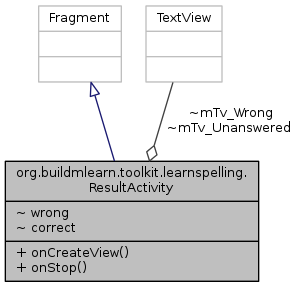 Fragment
TextView
~mTv_Wrong
~mTv_Unanswered
org.buildmlearn.toolkit.learnspelling.
ResultActivity
~ wrong
~ correct
+ onCreateView()
+ onStop()